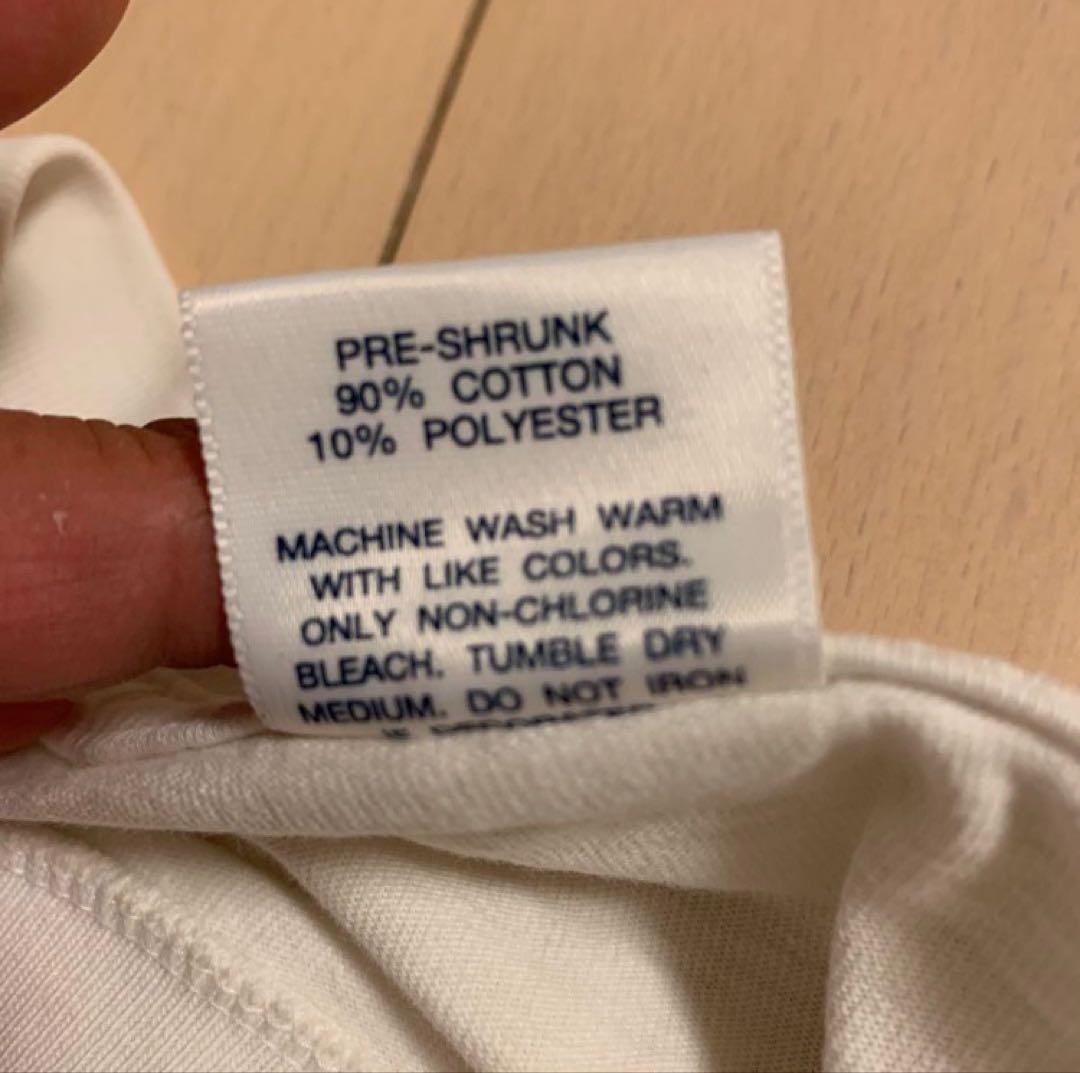 PRE-SHRUNK
90% COTTON
10% POLYESTER
MACHINE WASH WARM
WITH LIKE COLORS.
ONLY NON-CHLORINE
BLEACH. TUMBLE DRY
MEDIUM. DO NOT IRON